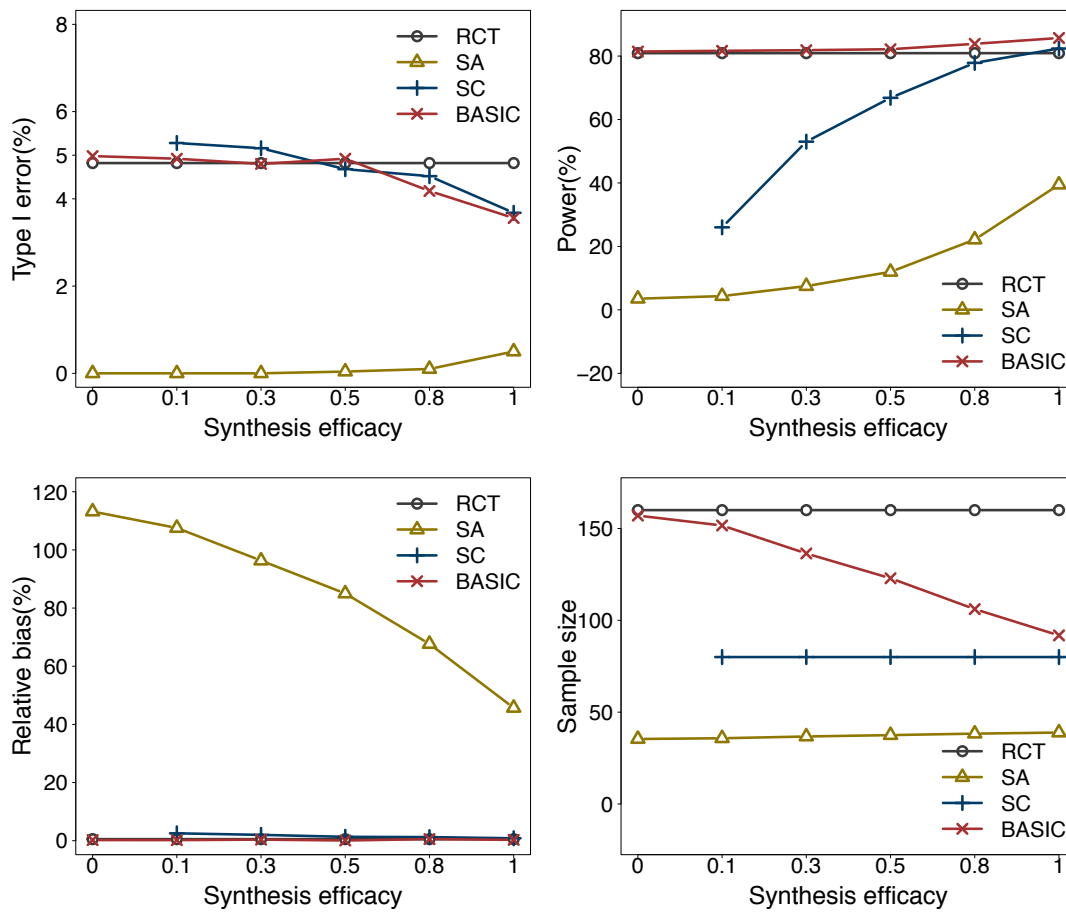 Type I error(%)
8
6
5
4
2
0
RCT
SA
SC
BASIC
0 0.1 0.3 0.5 0.8 1
Synthesis efficacy
Power(%)
80
60
40
20
0
−20
RCT
SA
SC
BASIC
0 0.1 0.3 0.5 0.8 1
Synthesis efficacy
Relative bias(%)
120
100
80
60
40
20
0
RCT
SA
SC
BASIC
0 0.1 0.3 0.5 0.8 1
Synthesis efficacy
Sample size
150
100
50
0
RCT
SA
SC
BASIC
0 0.1 0.3 0.5 0.8 1
Synthesis efficacy